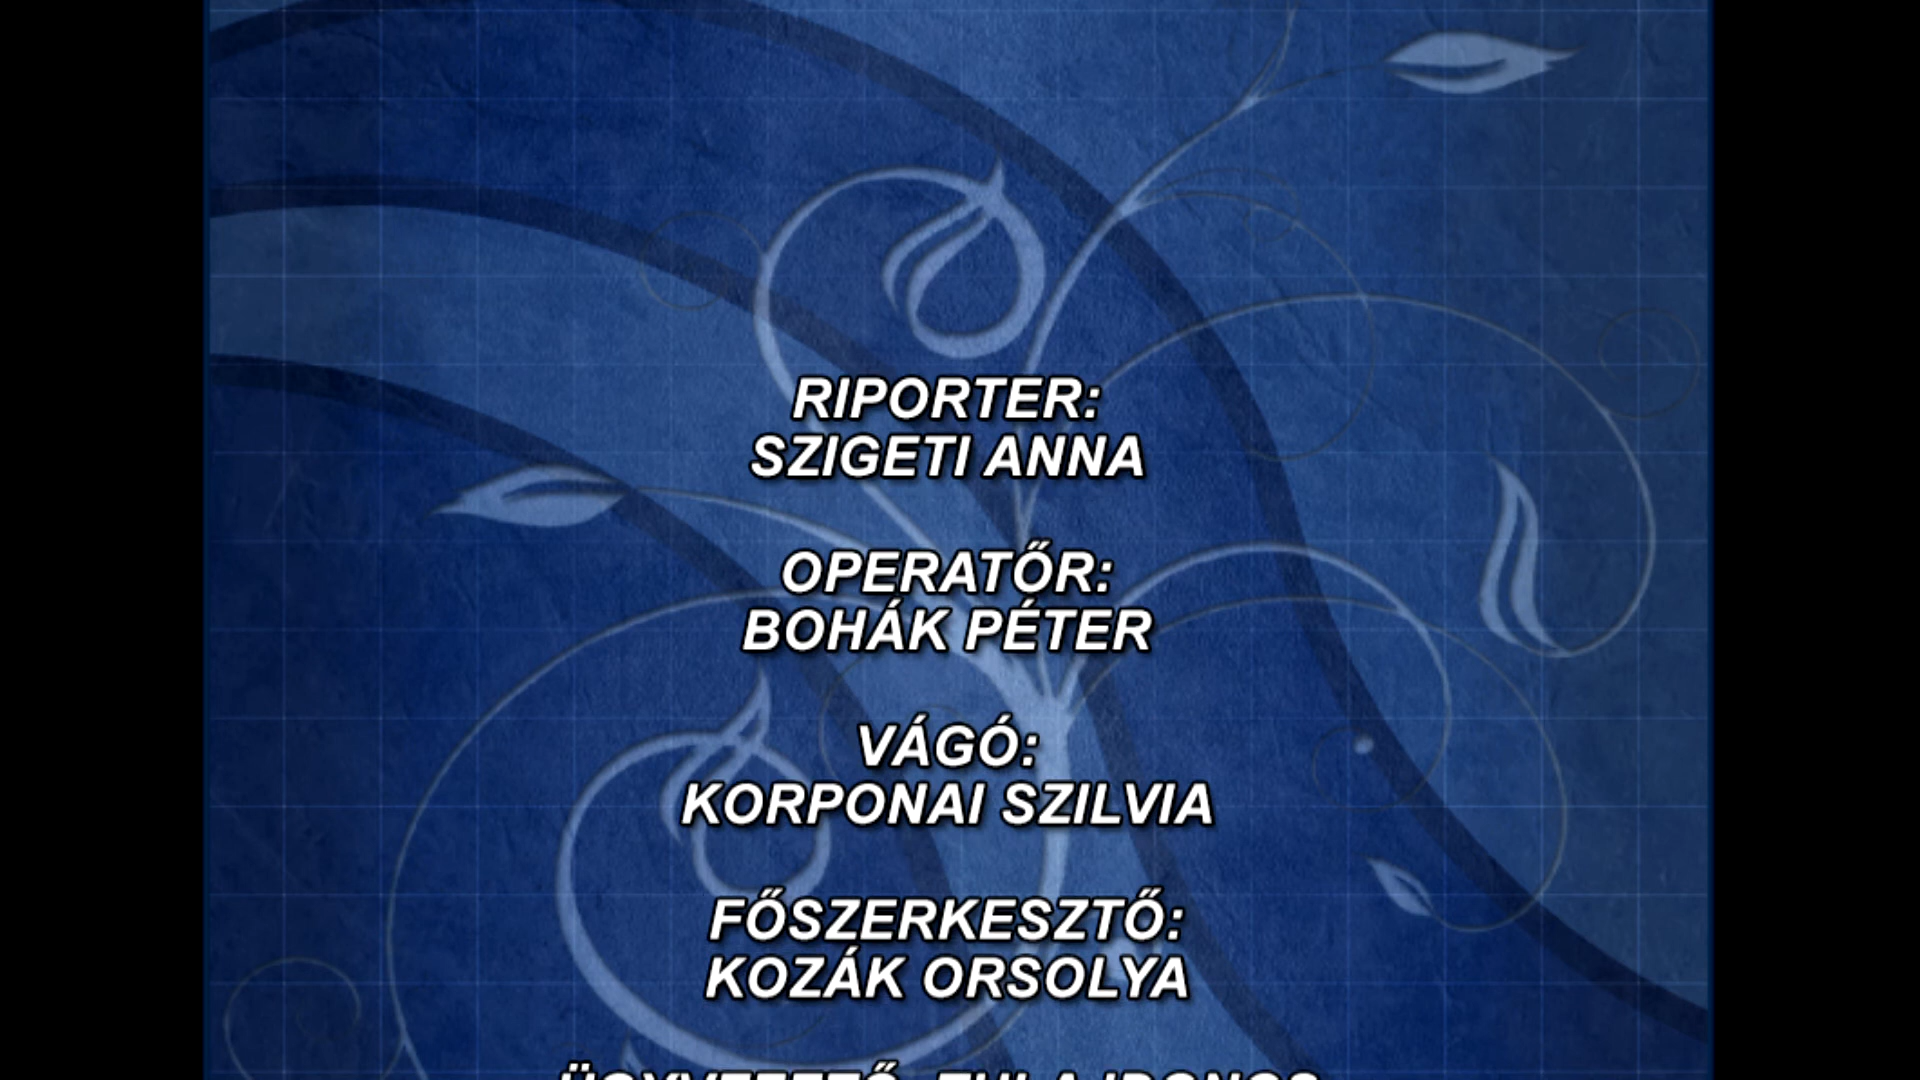 RIPORTER:
SZIGETI ANNA
OPERATŐR:
BOHÁK PÉTER
VÁGÓ:
KORPONAI SZILVIA
FŐSZERKESZTŐ:
KOZÁK ORSOLYA